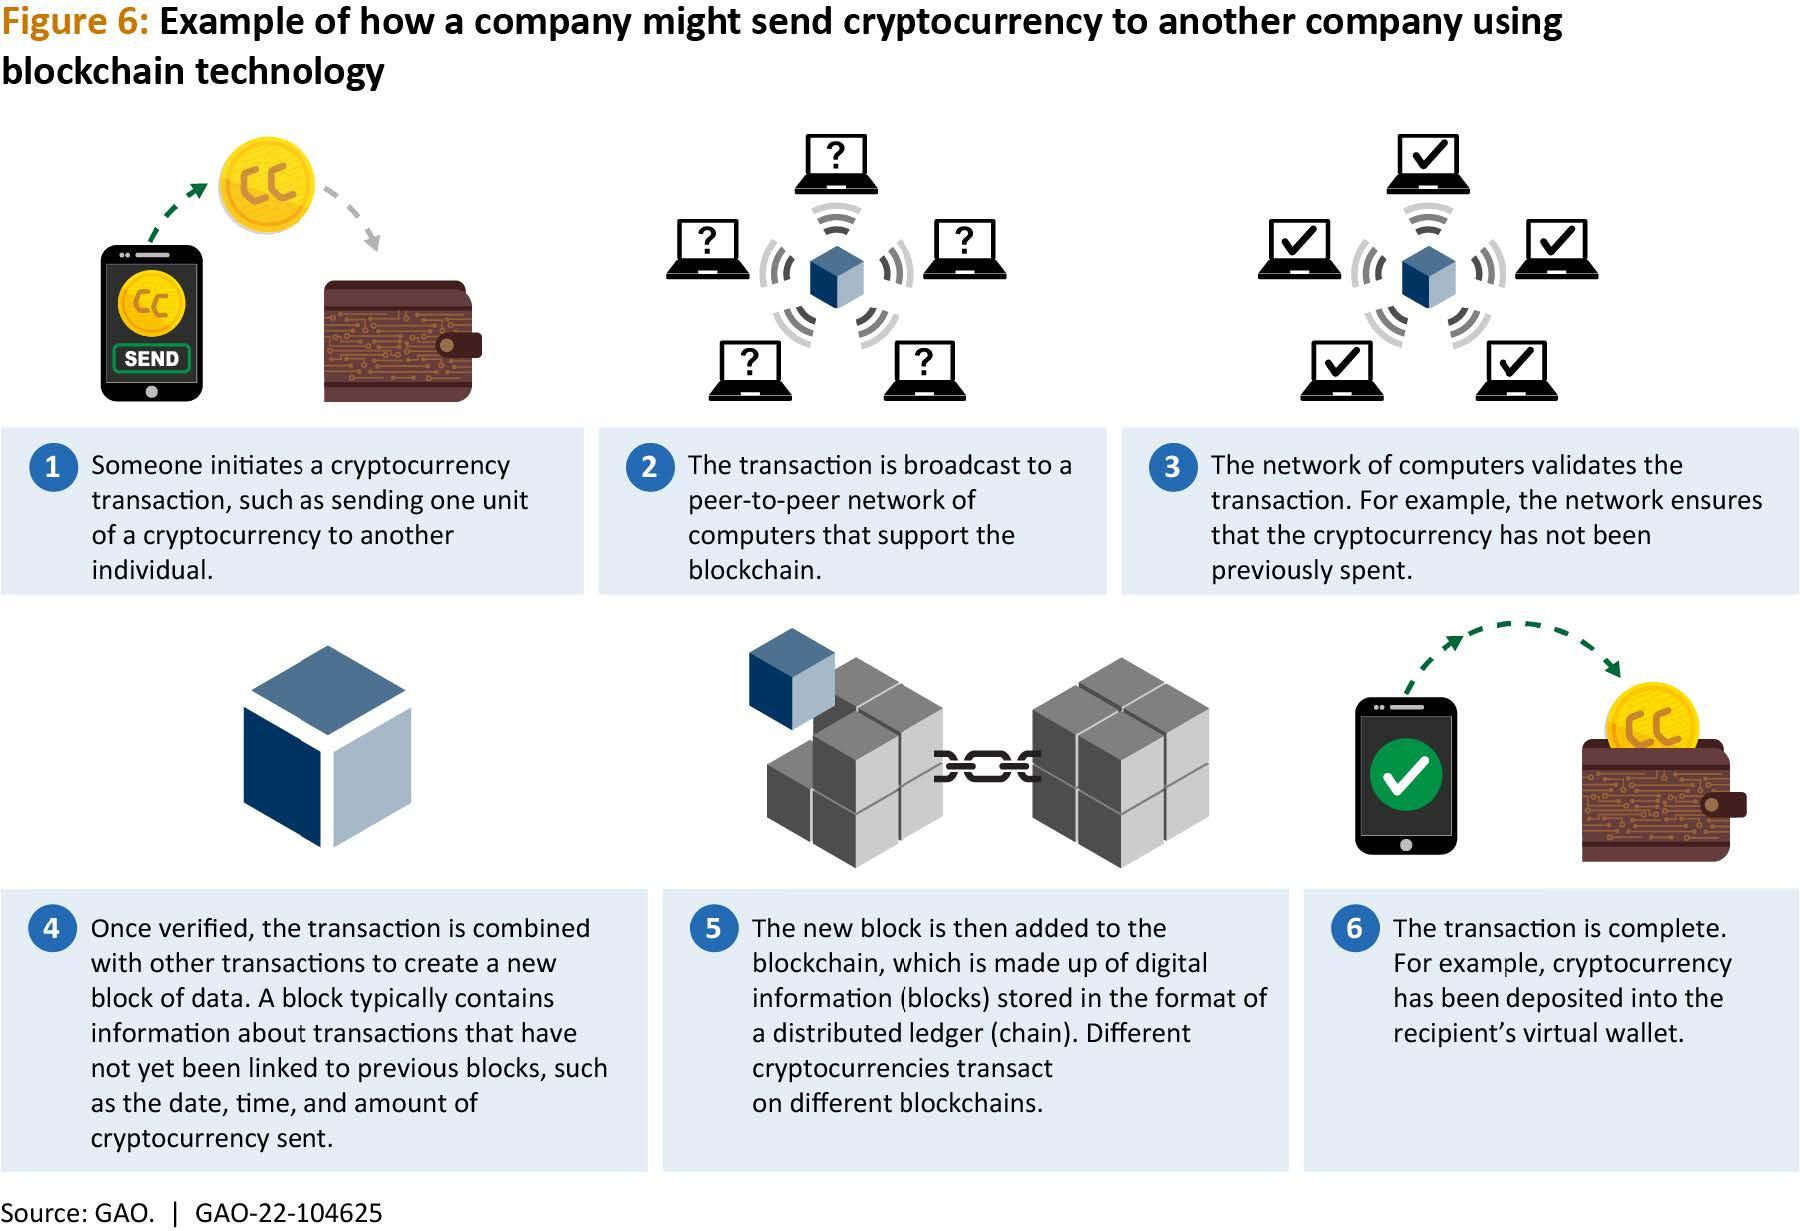 Figure 6: Example of how a company might send cryptocurrency to another company using
blockchain technology
CC
CC
SEND
?
?
?
?
?
1
Someone initiates a cryptocurrency
transaction, such as sending one unit
of a cryptocurrency to another
individual.
2
The transaction is broadcast to a
peer-to-peer network of
computers that support the
blockchain.
3
The network of computers validates the
transaction. For example, the network ensures
that the cryptocurrency has not been
previously spent.
CC
4
Once verified, the transaction is combined
with other transactions to create a new
block of data. A block typically contains
information about transactions that have
not yet been linked to previous blocks, such
as the date, time, and amount of
cryptocurrency sent.
5
The new block is then added to the
blockchain, which is made up of digital
information (blocks) stored in the format of
a distributed ledger (chain). Different
cryptocurrencies transact
on different blockchains.
6
The transaction is complete.
For example, cryptocurrency
has been deposited into the
recipient’s virtual wallet.
Source: GAO. | GAO-22-104625